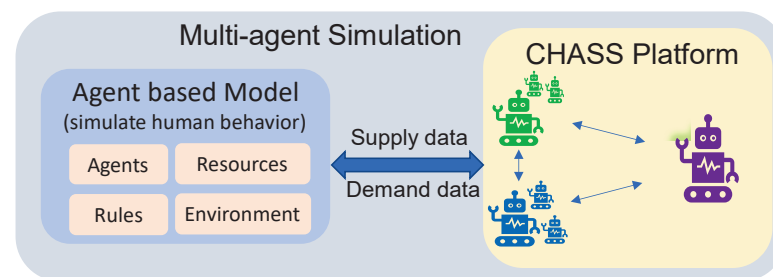 Multi-agent Simulation
CHASS Platform
Agent based Model
(simulate human behavior)
Agents
Resources
Rules
Environment
Supply data
Demand data